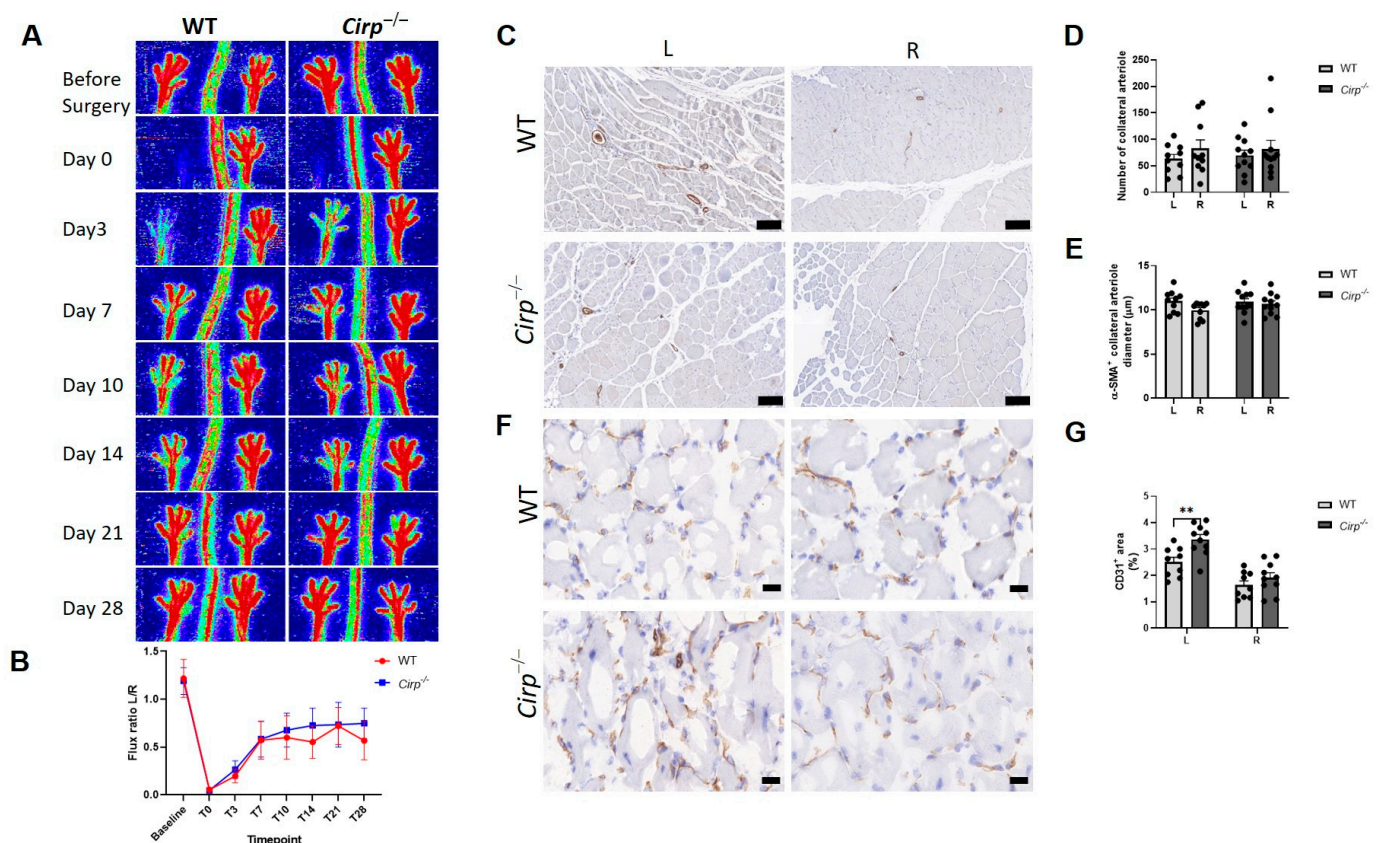 A
WT
Cirp−/−
Before
Surgery
Day 0
Day3
Day 7
Day 10
Day 14
Day 21
Day 28
B
1.5
1.0
0.5
0.0
Flux ratio L/R
WT
Cirp-/-
Baseline
T0
T3
T7
T10
T14
T21
T28
Timepoint
C
L
R
WT
Cirp−/−
F
WT
Cirp−/−
D
250
200
150
100
50
0
Number of collateral arteriole
L
R
L
R
WT
Cirp-/-
E
15
10
5
0
α-SMA+ collateral arteriole
diameter (μm)
L
R
L
R
WT
Cirp-/-
G
5
4
3
2
1
0
CD31+ area
(%)
**
L
R
WT
Cirp-/-